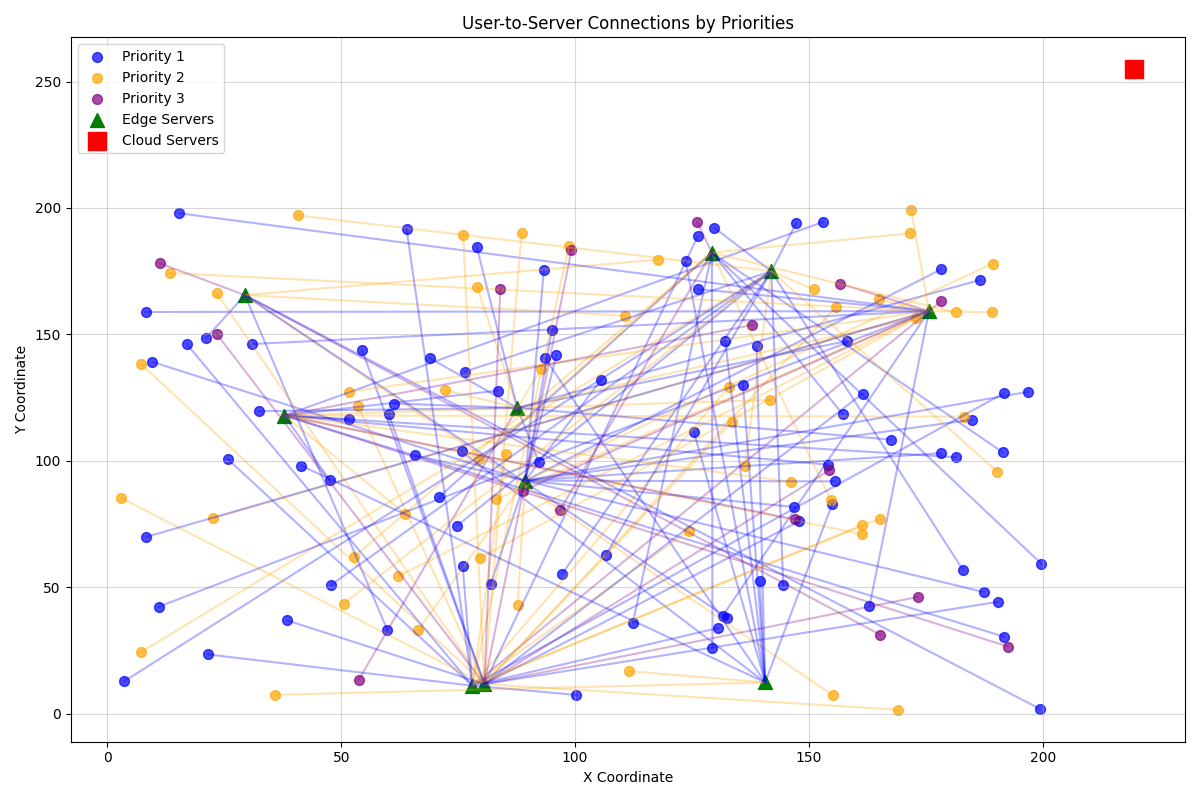 User-to-Server Connections by Priorities
Priority 1
Priority 2
Priority 3
Edge Servers
Cloud Servers
Y Coordinate
250
200
150
100
50
0
0 50 100 150 200
X Coordinate